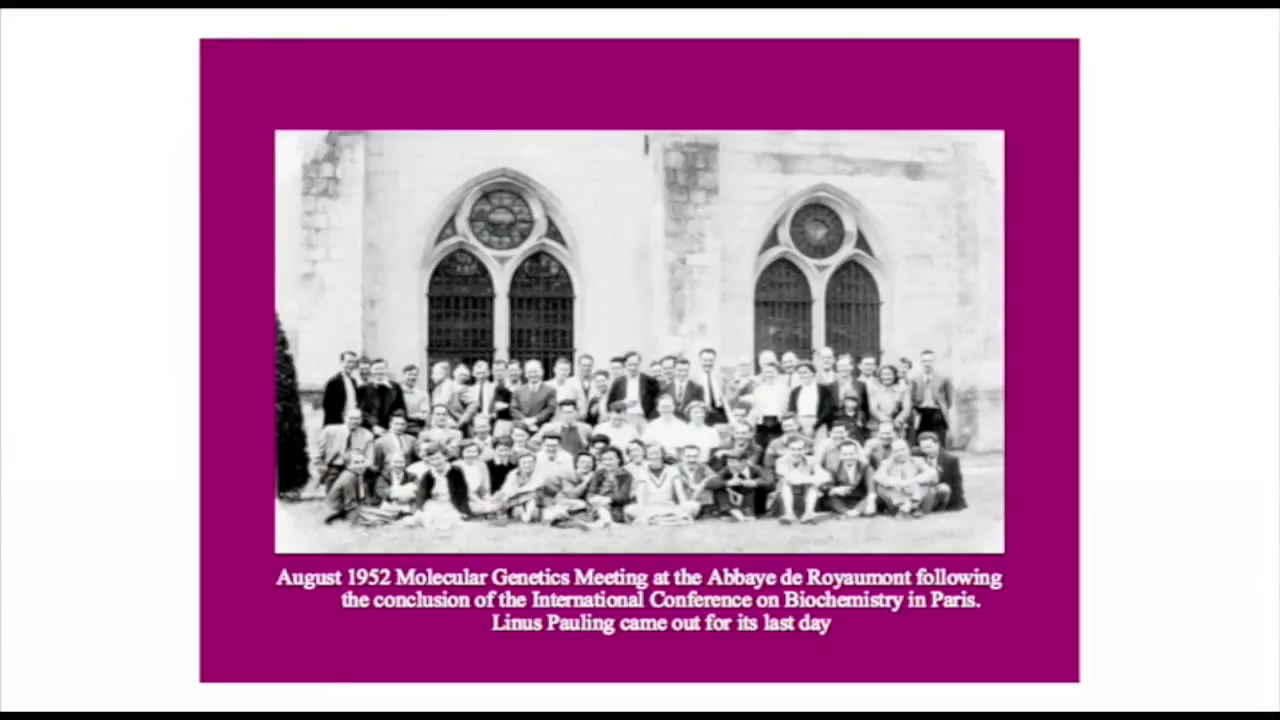 August 1952 Molecular Genetics Meeting at the Abbaye de Royaumont following
the conclusion of the International Conference on Biochemistry in Paris.
Linus Pauling came out for its last day